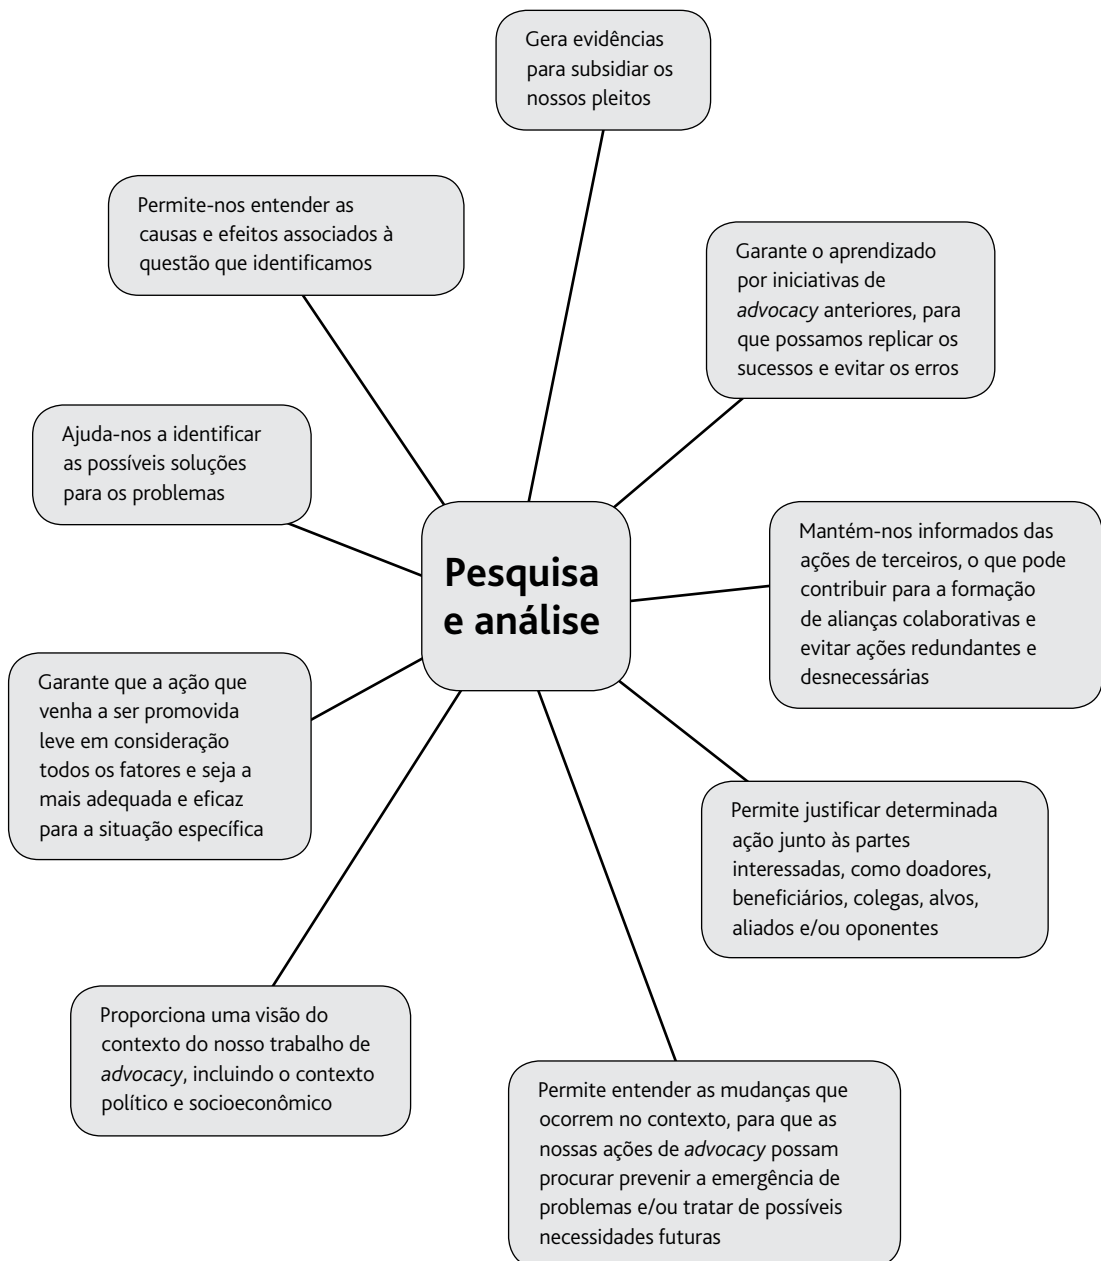 Gera evidências
para subsidiar os
nossos pleitos
Permite-nos entender as
causas e efeitos associados à
questão que identificamos
Garante o aprendizado
por iniciativas de
advocacy anteriores, para
que possamos replicar os
sucessos e evitar os erros
Ajuda-nos a identificar
as possíveis soluções
para os problemas
Pesquisa
e análise
Mantém-nos informados das
ações de terceiros, o que pode
contribuir para a formação
de alianças colaborativas e
evitar ações redundantes e
desnecessárias
Garante que a ação que
venha a ser promovida
leve em consideração
todos os fatores e seja a
mais adequada e eficaz
para a situação específica
Permite justificar determinada
ação junto às partes
interessadas, como doadores,
beneficiários, colegas, alvos,
aliados e/ou oponentes
Proporciona uma visão do
contexto do nosso trabalho de
advocacy, incluindo o contexto
político e socioeconômico
Permite entender as mudanças que
ocorrem no contexto, para que as
nossas ações de advocacy possam
procurar prevenir a emergência de
problemas e/ou tratar de possíveis
necessidades futuras